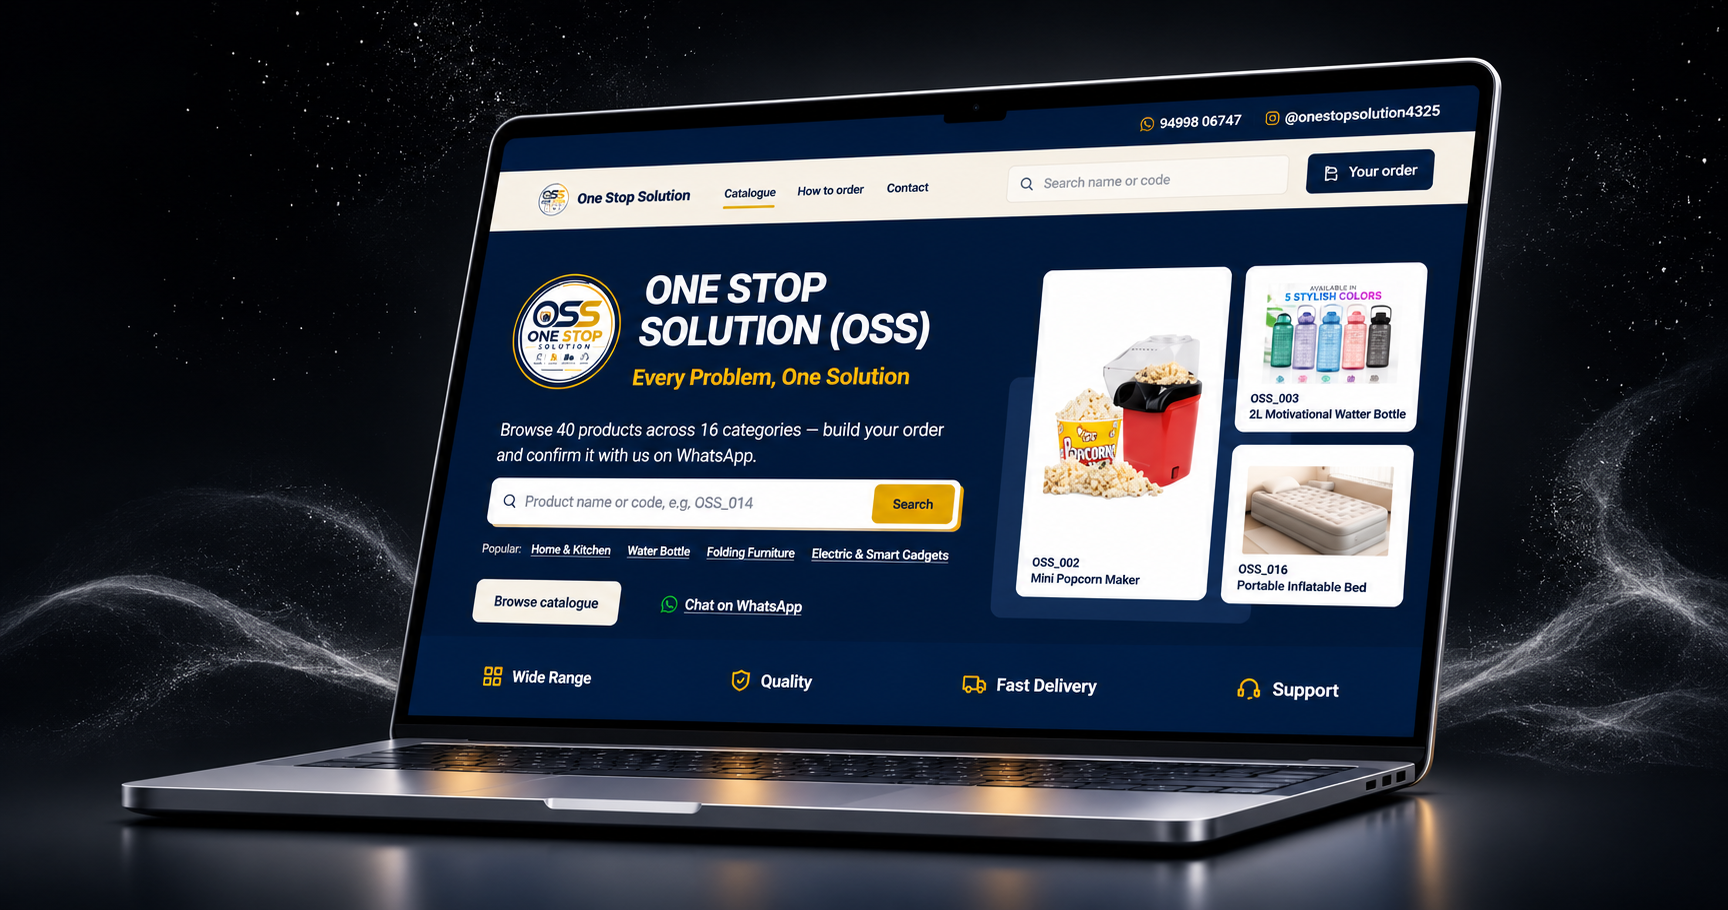 94998 06747
@onestopsolution4325
OSS
One Stop Solution
Catalogue
How to order
Contact
Search name or code
Your order
OSS
ONE STOP
SOLUTION
ONE STOP
SOLUTION (OSS)
Every Problem, One Solution
Browse 40 products across 16 categories — build your order
and confirm it with us on WhatsApp.
Product name or code, e.g, OSS_014
Search
Popular:
Home & Kitchen
Water Bottle
Folding Furniture
Electric & Smart Gadgets
Browse catalogue
Chat on WhatsApp
OSS_002
Mini Popcorn Maker
AVAILABLE IN
5 STYLISH COLORS
OSS_003
2L Motivational Watter Bottle
OSS_016
Portable Inflatable Bed
Wide Range
Quality
Fast Delivery
Support